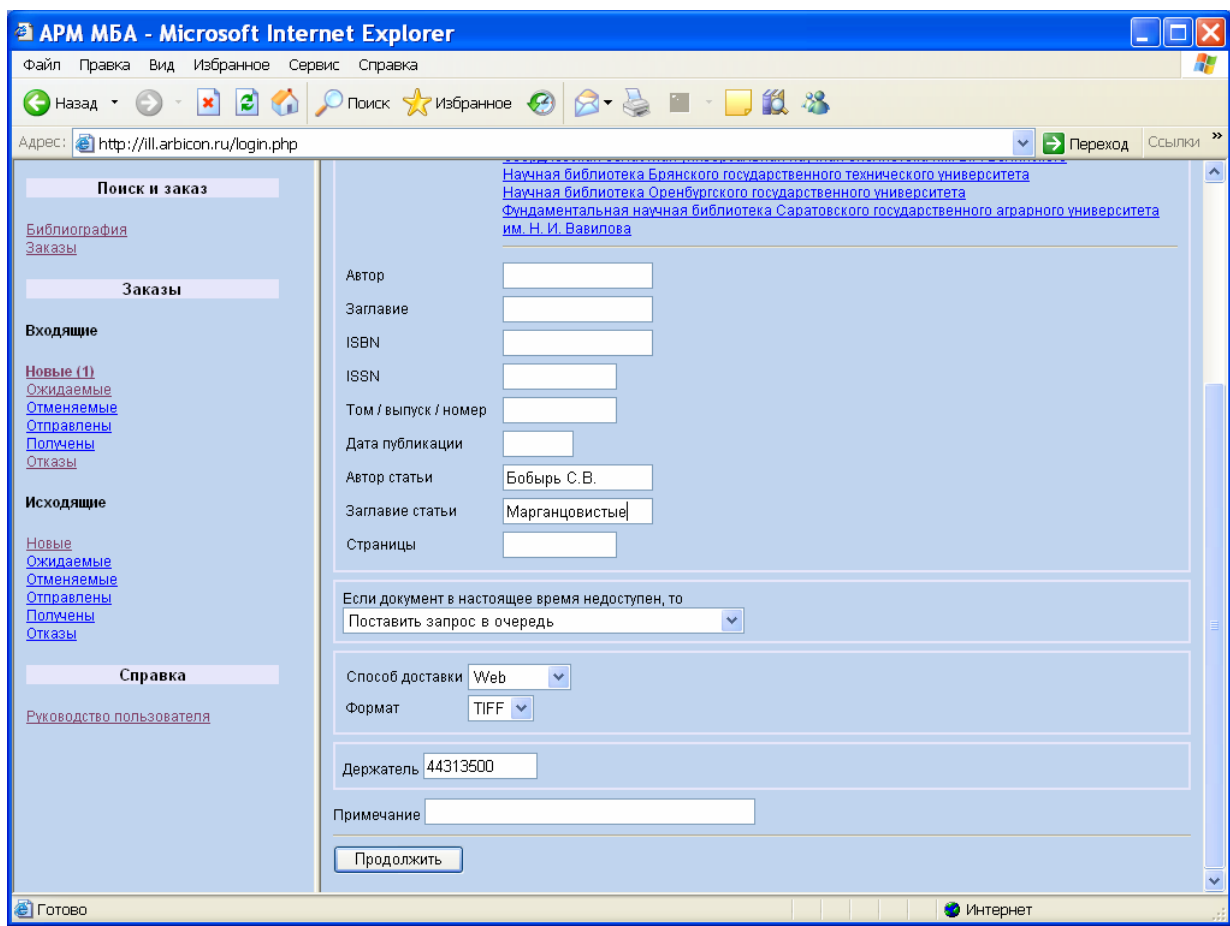 АРМ МБА - Microsoft Internet Explorer
Файл Правка Вид Избранное Сервис Справка
Назад Поиск Избранное
Адрес: http://ill.arbicon.ru/login.php Переход Ссылки »
Поиск и заказ
Библиография
Заказы
Заказы
Входящие
Новые (1)
Ожидаемые
Отменяемые
Отправлены
Получены
Отказы
Исходящие
Новые
Ожидаемые
Отменяемые
Отправлены
Получены
Отказы
Справка
Руководство пользователя
Научная библиотека Брянского государственного технического университета
Научная библиотека Оренбургского государственного университета
Фундаментальная научная библиотека Саратовского государственного аграрного университета
им. Н. И. Вавилова
Автор
Заглавие
ISBN
ISSN
Том / выпуск / номер
Дата публикации
Автор статьи Бобырь С.В.
Заглавие статьи Марганцовистые
Страницы
Если документ в настоящее время недоступен, то
Поставить запрос в очередь
Способ доставки Web
Формат TIFF
Держатель 44313500
Примечание
Продолжить
Готово Интернет